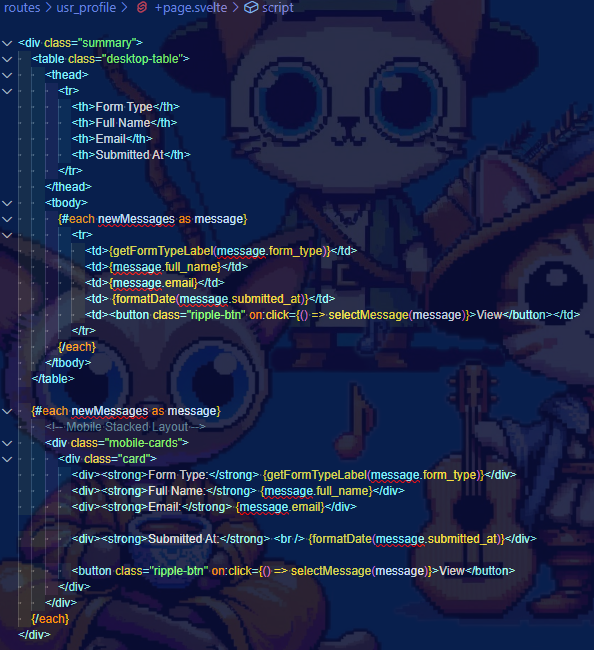 routes > usr_profile > +page.svelte > script
<div class="summary">
<table class="desktop-table">
<thead>
<tr>
<th>Form Type</th>
<th>Full Name</th>
<th>Email</th>
<th>Submitted At</th>
</tr>
</thead>
<tbody>
{#each newMessages as message}
<tr>
<td>{getFormTypeLabel(message.form_type)}</td>
<td>{message.full_name}</td>
<td>{message.email}</td>
<td> {formatDate(message.submitted_at)}</td>
<td><button class="ripple-btn" on:click={() => selectMessage(message)}>View</button></td>
</tr>
{/each}
</tbody>
</table>
{#each newMessages as message}
<!-- Mobile Stacked Layout -->
<div class="mobile-cards">
<div class="card">
<div><strong>Form Type:</strong> {getFormTypeLabel(message.form_type)}</div>
<div><strong>Full Name:</strong> {message.full_name}</div>
<div><strong>Email:</strong> {message.email}</div>
<div><strong>Submitted At:</strong> <br /> {formatDate(message.submitted_at)}</div>
<button class="ripple-btn" on:click={() => selectMessage(message)}>View</button>
</div>
</div>
{/each}
</div>